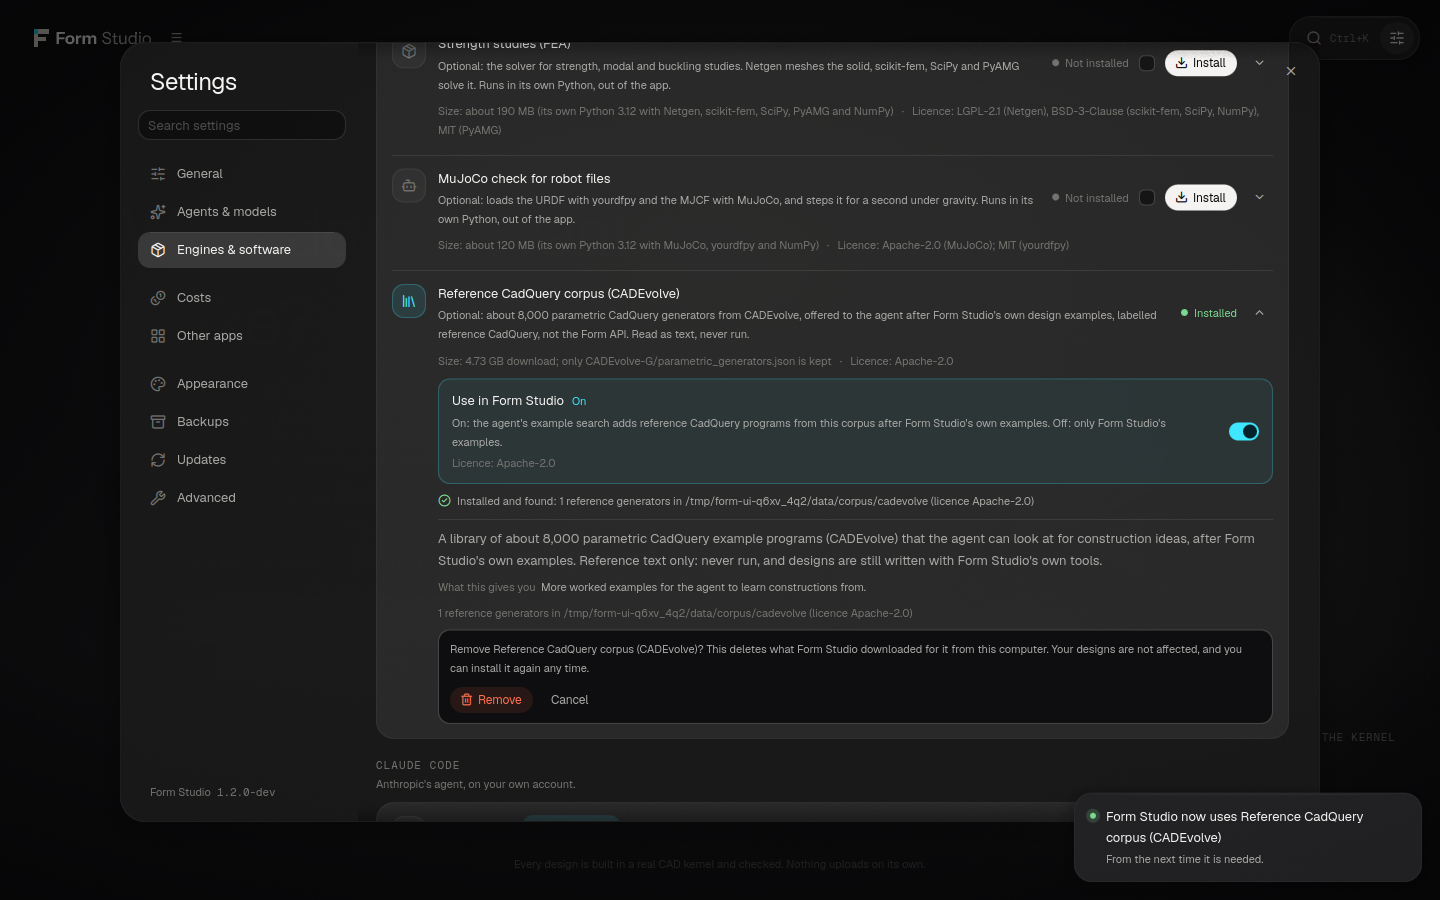 Form Studio
Ctrl+K
Settings
Search settings
General
Agents & models
Engines & software
Costs
Other apps
Appearance
Backups
Updates
Advanced
Form Studio 1.2.0-dev
Strength studies (FEA)
Optional: the solver for strength, modal and buckling studies. Netgen meshes the solid, scikit-fem, SciPy and PyAMG
solve it. Runs in its own Python, out of the app.
Not installed
Install
Size: about 190 MB (its own Python 3.12 with Netgen, scikit-fem, SciPy, PyAMG and NumPy) · Licence: LGPL-2.1 (Netgen), BSD-3-Clause (scikit-fem, SciPy, NumPy),
MIT (PyAMG)
MuJoCo check for robot files
Optional: loads the URDF with yourdfpy and the MJCF with MuJoCo, and steps it for a second under gravity. Runs in its
own Python, out of the app.
Not installed
Install
Size: about 120 MB (its own Python 3.12 with MuJoCo, yourdfpy and NumPy) · Licence: Apache-2.0 (MuJoCo); MIT (yourdfpy)
Reference CadQuery corpus (CADEvolve)
Optional: about 8,000 parametric CadQuery generators from CADEvolve, offered to the agent after Form Studio's own design examples, labelled
reference CadQuery, not the Form API. Read as text, never run.
Installed
Size: 4.73 GB download; only CADEvolve-G/parametric_generators.json is kept · Licence: Apache-2.0
Use in Form Studio On
On: the agent's example search adds reference CadQuery programs from this corpus after Form Studio's own examples. Off: only Form Studio's
examples.
Licence: Apache-2.0
Installed and found: 1 reference generators in /tmp/form-ui-q6xv_4q2/data/corpus/cadevolve (licence Apache-2.0)
A library of about 8,000 parametric CadQuery example programs (CADEvolve) that the agent can look at for construction ideas, after Form
Studio's own examples. Reference text only: never run, and designs are still written with Form Studio's own tools.
What this gives you More worked examples for the agent to learn constructions from.
1 reference generators in /tmp/form-ui-q6xv_4q2/data/corpus/cadevolve (licence Apache-2.0)
Remove Reference CadQuery corpus (CADEvolve)? This deletes what Form Studio downloaded for it from this computer. Your designs are not affected, and you
can install it again any time.
Remove
Cancel
THE KERNEL
CLAUDE CODE
Anthropic's agent, on your own account.
Form Studio now uses Reference CadQuery
corpus (CADEvolve)
From the next time it is needed.
Every design is built in a real CAD kernel and checked. Nothing uploads on its own.